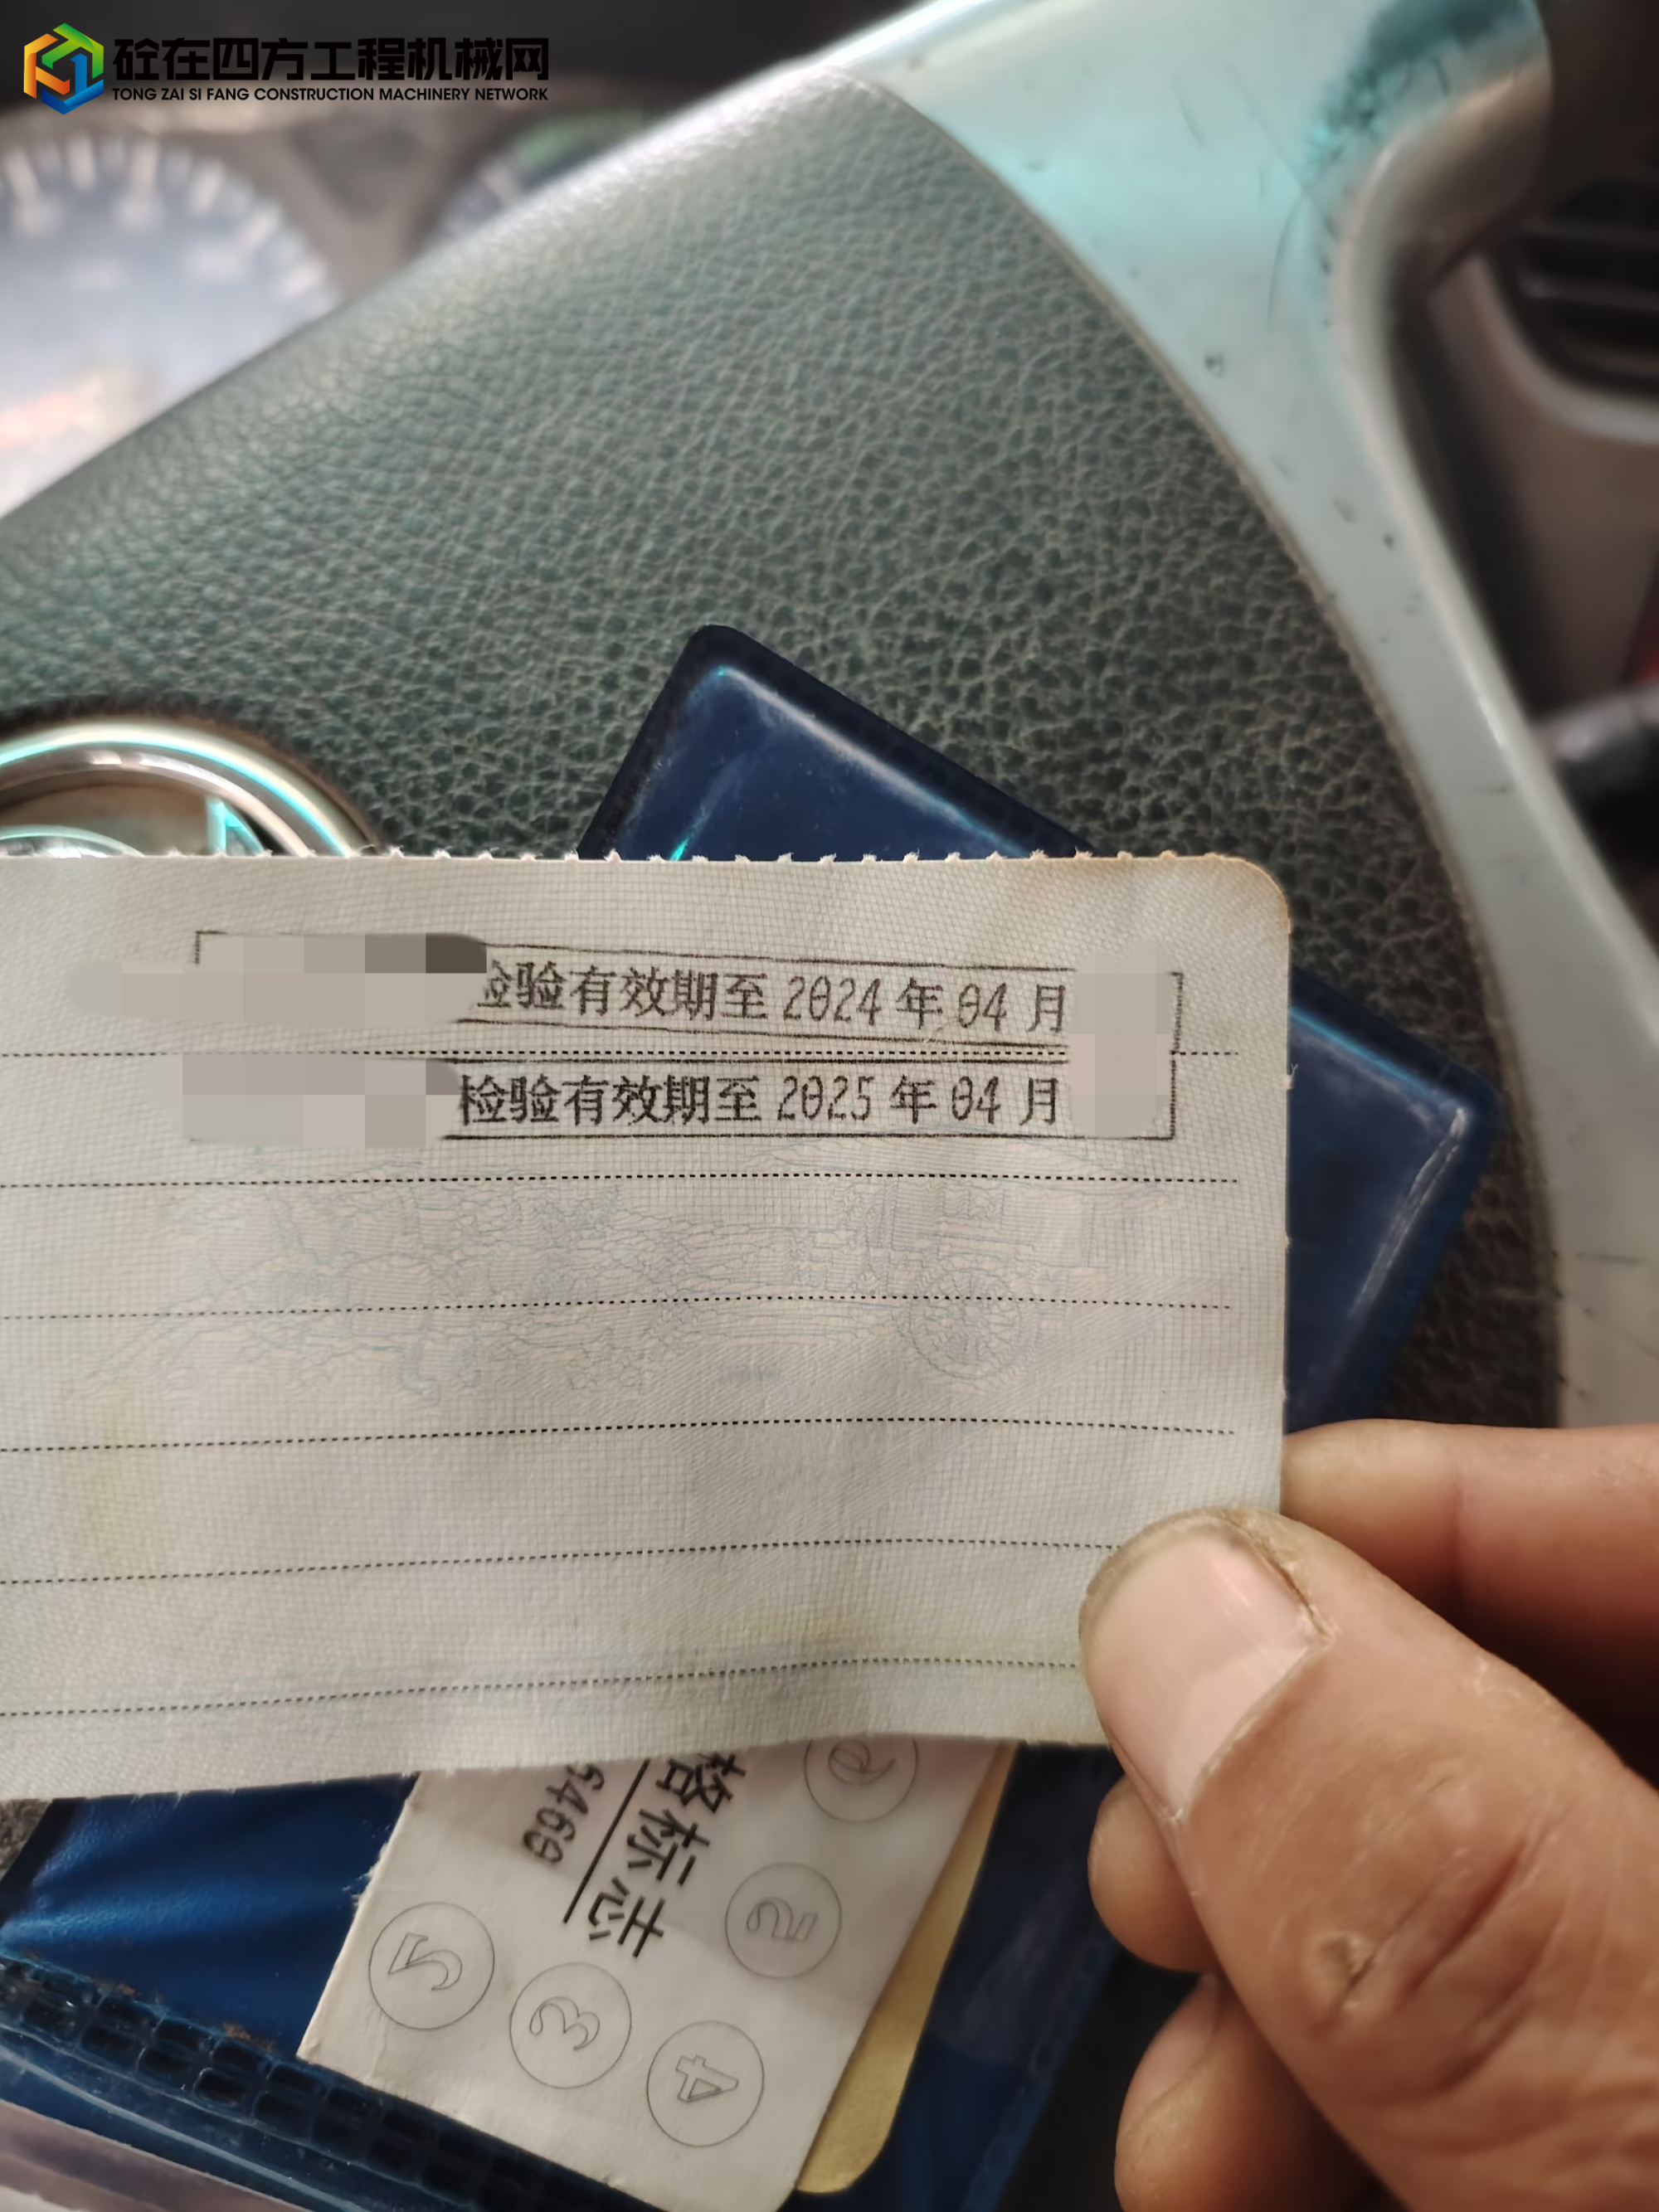 砼在四方工程机械网
TONG ZAI SI FANG CONSTRUCTION MACHINERY NETWORK
检验有效期至 2024 年 04 月
检验有效期至 2025 年 04 月
格标志
6469
2
5
3
4